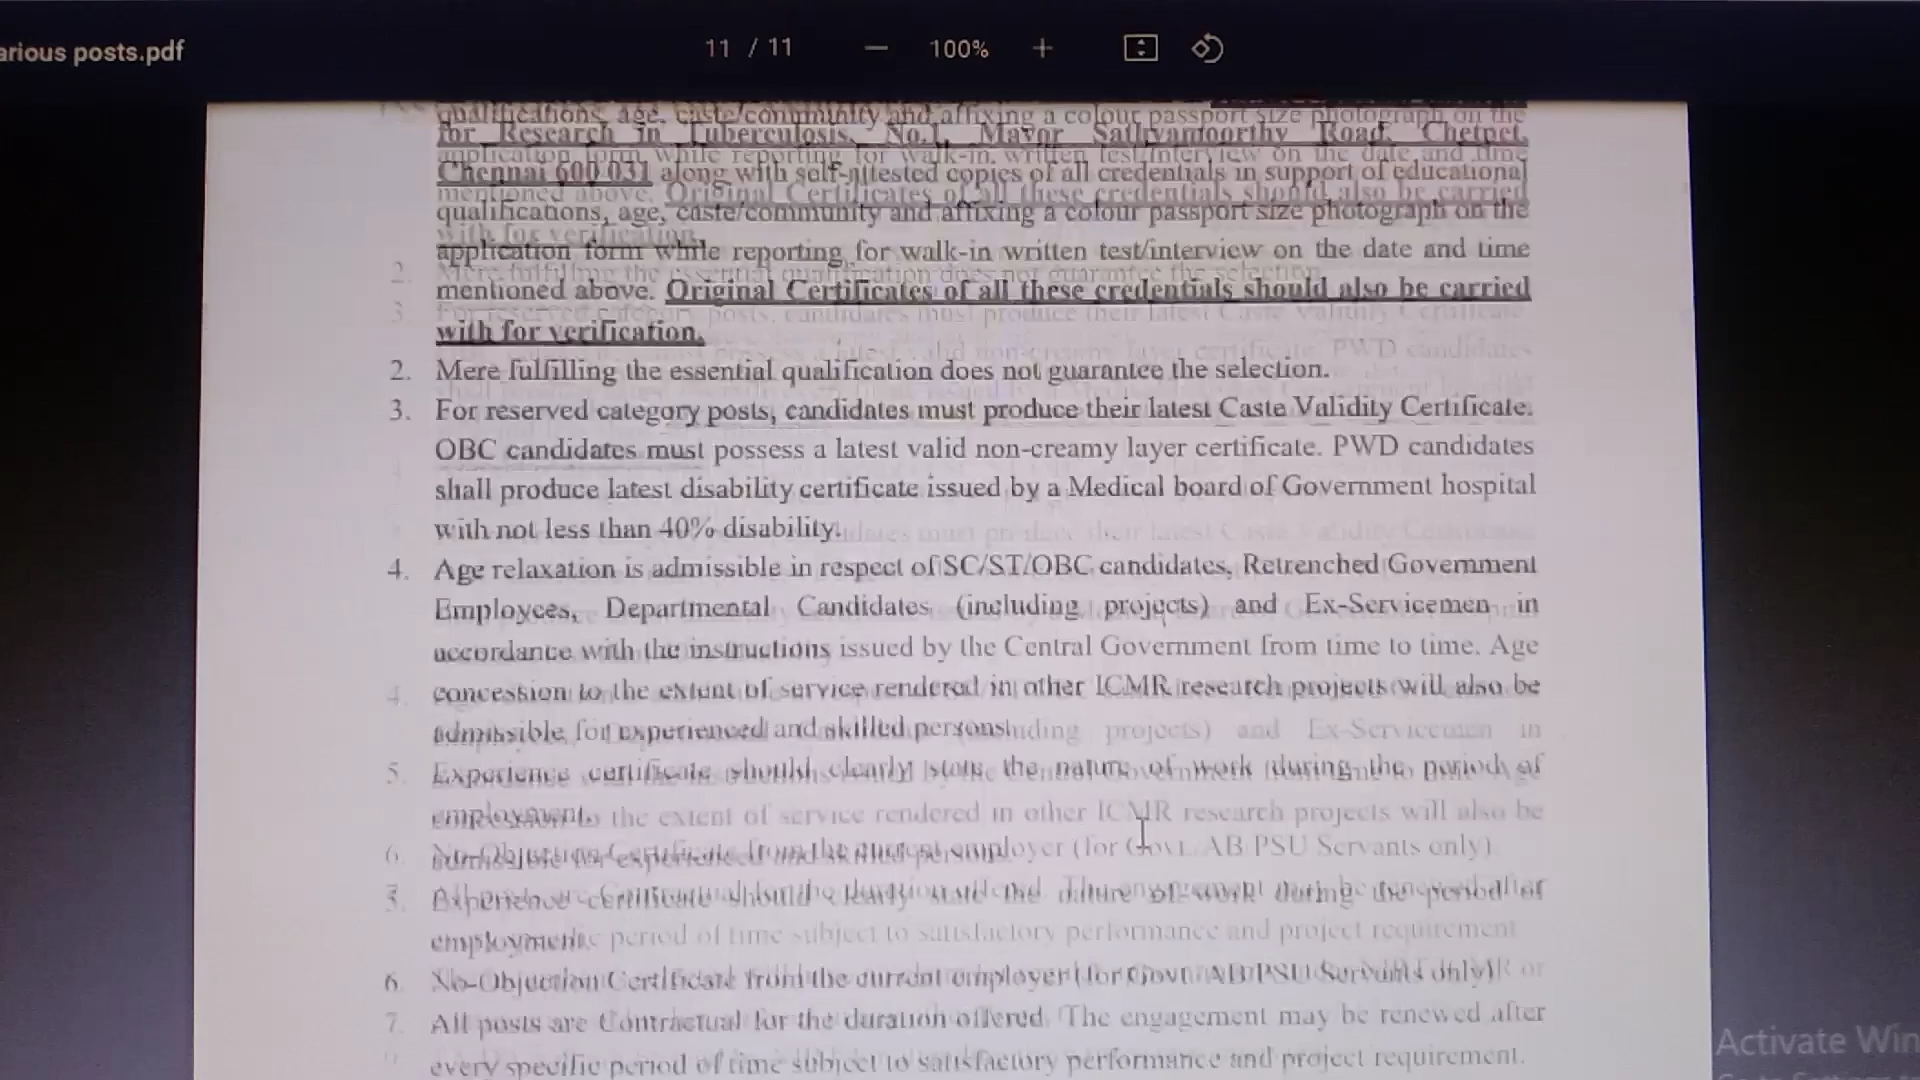 arious posts.pdf
11 / 11
100%
for Research in Tuberculosis, No.1, Mayor Sathyamoorthy Road, Chetpet,
Chennai 600 031 along with self-attested copies of all credentials in support of educational
qualifications, age, caste/community and affixing a colour passport size photograph on the
application form while reporting for walk-in written test/interview on the date and time
mentioned above. Original Certificates of all these credentials should also be carried
with for verification.
2. Mere fulfilling the essential qualification does not guarantee the selection.
3. For reserved category posts, candidates must produce their latest Caste Validity Certificate.
OBC candidates must possess a latest valid non-creamy layer certificate. PWD candidates
shall produce latest disability certificate issued by a Medical board of Government hospital
with not less than 40% disability.
4. Age relaxation is admissible in respect of SC/ST/OBC candidates, Retrenched Government
Employees, Departmental Candidates (including projects) and Ex-Servicemen in
accordance with the instructions issued by the Central Government from time to time. Age
concession to the extent of service rendered in other ICMR research projects will also be
admissible for experienced and skilled persons
5. Experience certificate should clearly state the nature of work during the period of
employment.
6. No-Objection Certificate from the current employer (for Govt. AB PSU Servants only)
7. All posts are Contractual for the duration offered. The engagement may be renewed after
every specific period of time subject to satisfactory performance and project requirement.
Activate Win